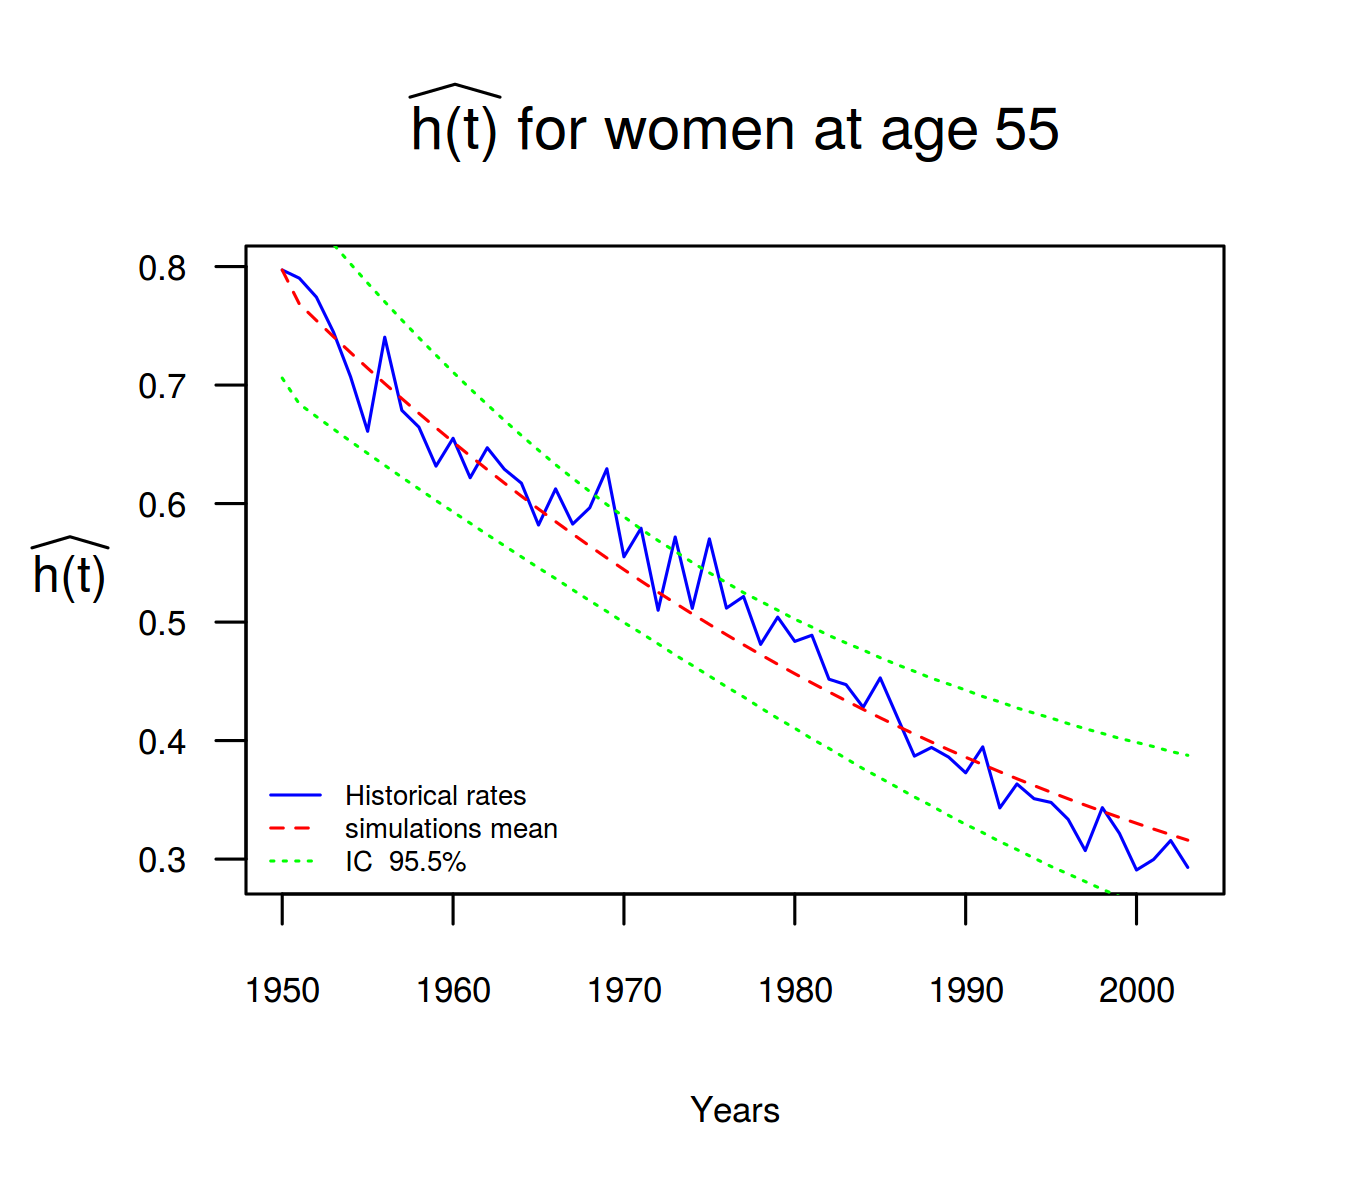 h(t) for women at age 55
0.8
0.7
0.6
0.5
0.4
0.3
h(t)
Historical rates
simulations mean
IC 95.5%
1950 1960 1970 1980 1990 2000
Years